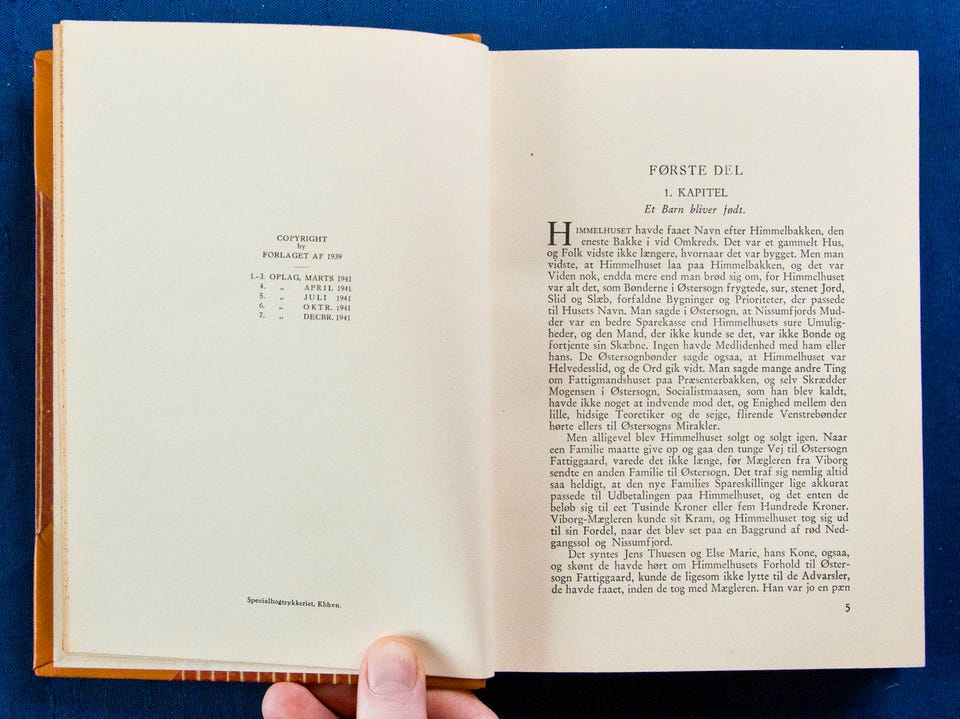 COPYRIGHT
by
FORLAGET AF 1939
1.-3. OPLAG, MARTS 1941
4. „ APRIL 1941
5. „ JULI 1941
6. „ OKTR. 1941
7. „ DECBR. 1941
Specialbogtrykkeriet, Kbhvn.
FØRSTE DEL
1. KAPITEL
Et Barn bliver født.
HIMMELHUSET havde faaet Navn efter Himmelbakken, den
eneste Bakke i vid Omkreds. Det var et gammelt Hus,
og Folk vidste ikke længere, hvornaar det var bygget. Men man
vidste, at Himmelhuset laa paa Himmelbakken, og det var
Viden nok, endda mere end man brød sig om, for Himmelhuset
var alt det, som Bønderne i Østersogn frygtede, sur, stenet Jord,
Slid og Slæb, forfaldne Bygninger og Prioriteter, der passede
til Husets Navn. Man sagde i Østersogn, at Nissumfjords Mud-
der var en bedre Sparekasse end Himmelhusets sure Umulig-
heder, og den Mand, der ikke kunde se det, var ikke Bonde og
fortjente sin Skæbne. Ingen havde Medlidenhed med ham eller
hans. De Østersognbønder sagde ogsaa, at Himmelhuset var
Helvedesslid, og de Ord gik vidt. Man sagde mange andre Ting
om Fattigmandshuset paa Præsenterbakken, og selv Skrædder
Mogensen i Østersogn, Socialistmaasen, som han blev kaldt,
havde ikke noget at indvende mod det, og Enighed mellem den
lille, hidsige Teoretiker og de sejge, flirende Venstrebønder
hørte ellers til Østersogns Mirakler.
Men alligevel blev Himmelhuset solgt og solgt igen. Naar
een Familie maatte give op og gaa den tunge Vej til Østersogn
Fattiggaard, varede det ikke længe, før Mægleren fra Viborg
sendte en anden Familie til Østersogn. Det traf sig nemlig altid
saa heldigt, at den nye Families Spareskillinger lige akkurat
passede til Udbetalingen paa Himmelhuset, og det enten de
beløb sig til eet Tusinde Kroner eller fem Hundrede Kroner.
Viborg-Mægleren kunde sit Kram, og Himmelhuset tog sig ud
til sin Fordel, naar det blev set paa en Baggrund af rød Ned-
gangssol og Nissumfjord.
Det syntes Jens Thuesen og Else Marie, hans Kone, ogsaa,
og skønt de havde hørt om Himmelhusets Forhold til Øster-
sogn Fattiggaard, kunde de ligesom ikke lytte til de Advarsler,
de havde faaet, inden de tog med Mægleren. Han var jo en pæn
5